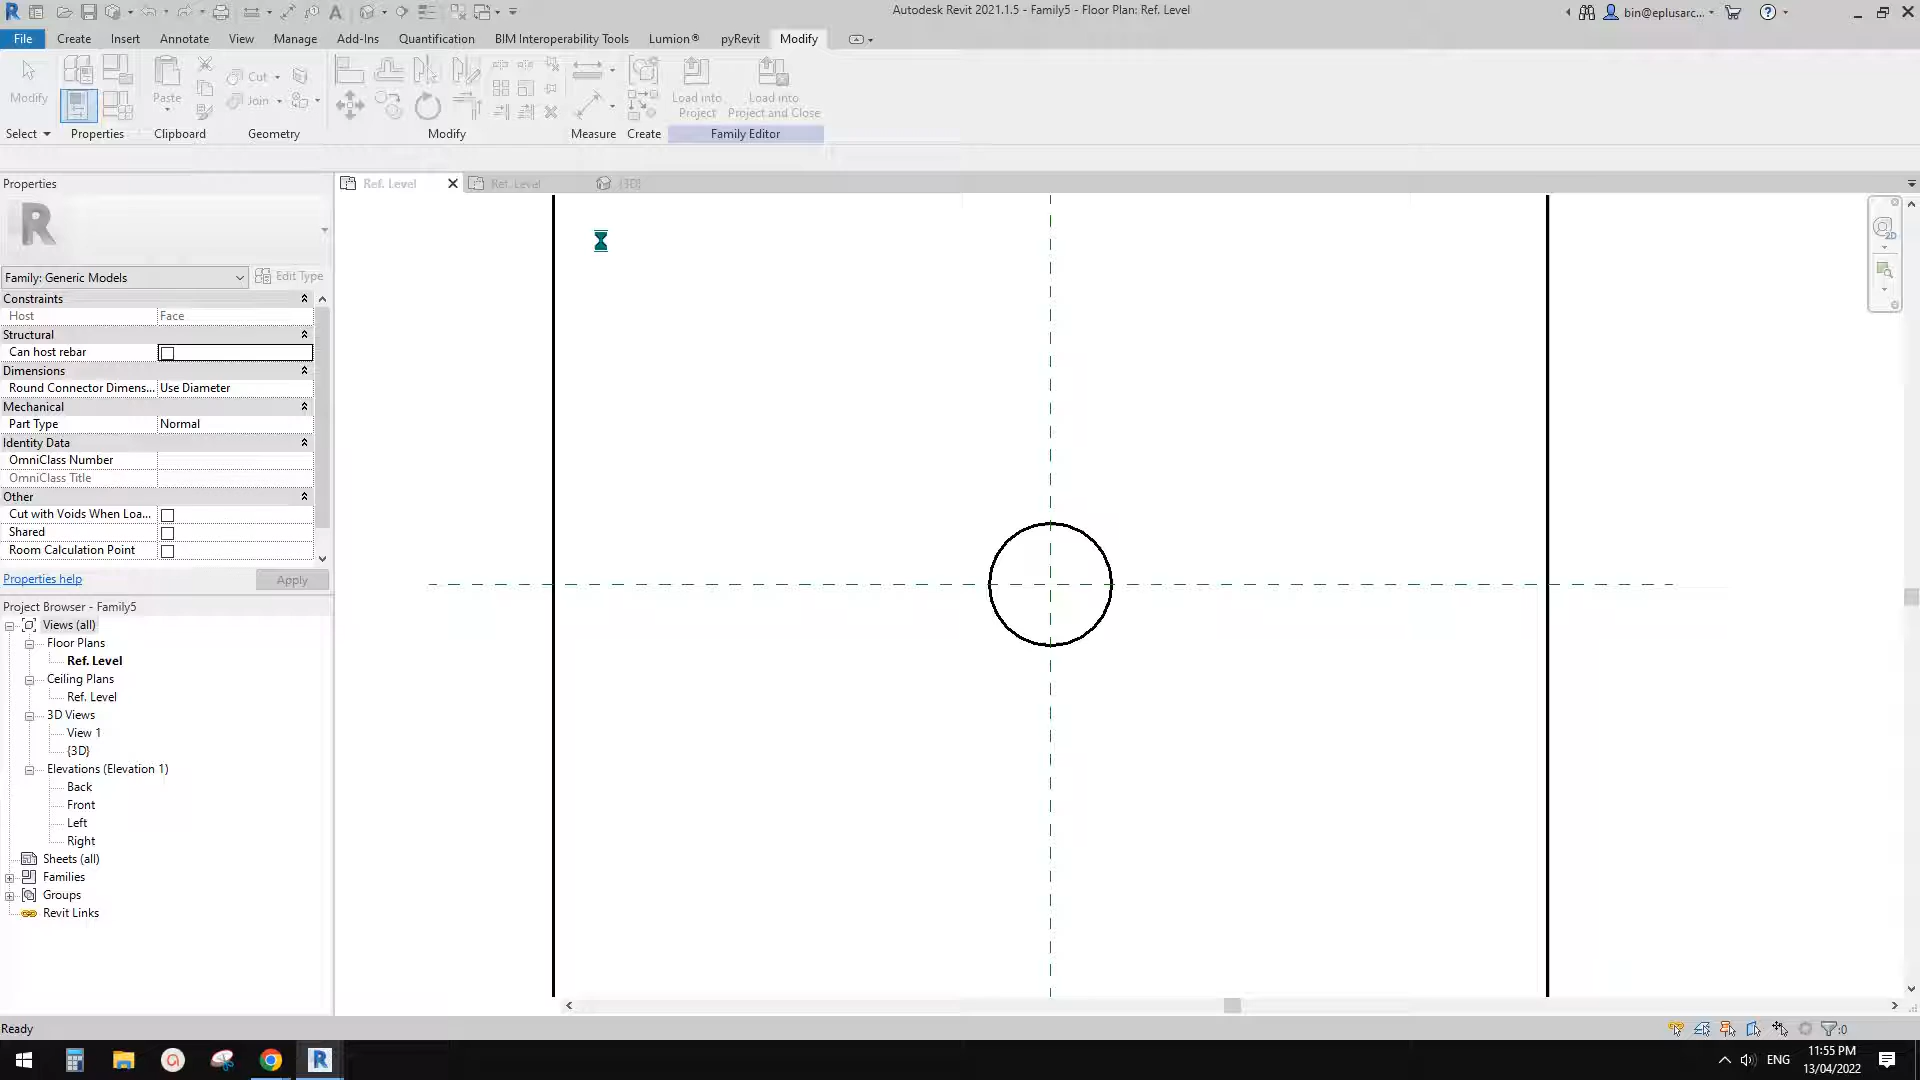 Autodesk Revit 2021.1.5 - Family5 - Floor Plan: Ref. Level
bin@eplusarc...
File Create Insert Annotate View Manage Add-Ins Quantification BIM Interoperability Tools Lumion® pyRevit Modify
Modify
Paste
Cut
Join
Load into
Project
Load into
Project and Close
Select Properties Clipboard Geometry Modify Measure Create Family Editor
Properties
Ref. Level
Ref. Level
{3D}
R
2D
Family: Generic Models
Edit Type
Constraints
Host Face
Structural
Can host rebar
Dimensions
Round Connector Dimens... Use Diameter
Mechanical
Part Type Normal
Identity Data
OmniClass Number
OmniClass Title
Other
Cut with Voids When Loa...
Shared
Room Calculation Point
Properties help
Apply
Project Browser - Family5
Views (all)
Floor Plans
Ref. Level
Ceiling Plans
Ref. Level
3D Views
View 1
{3D}
Elevations (Elevation 1)
Back
Front
Left
Right
Sheets (all)
Families
Groups
Revit Links
Ready
:0
ENG
11:55 PM
13/04/2022